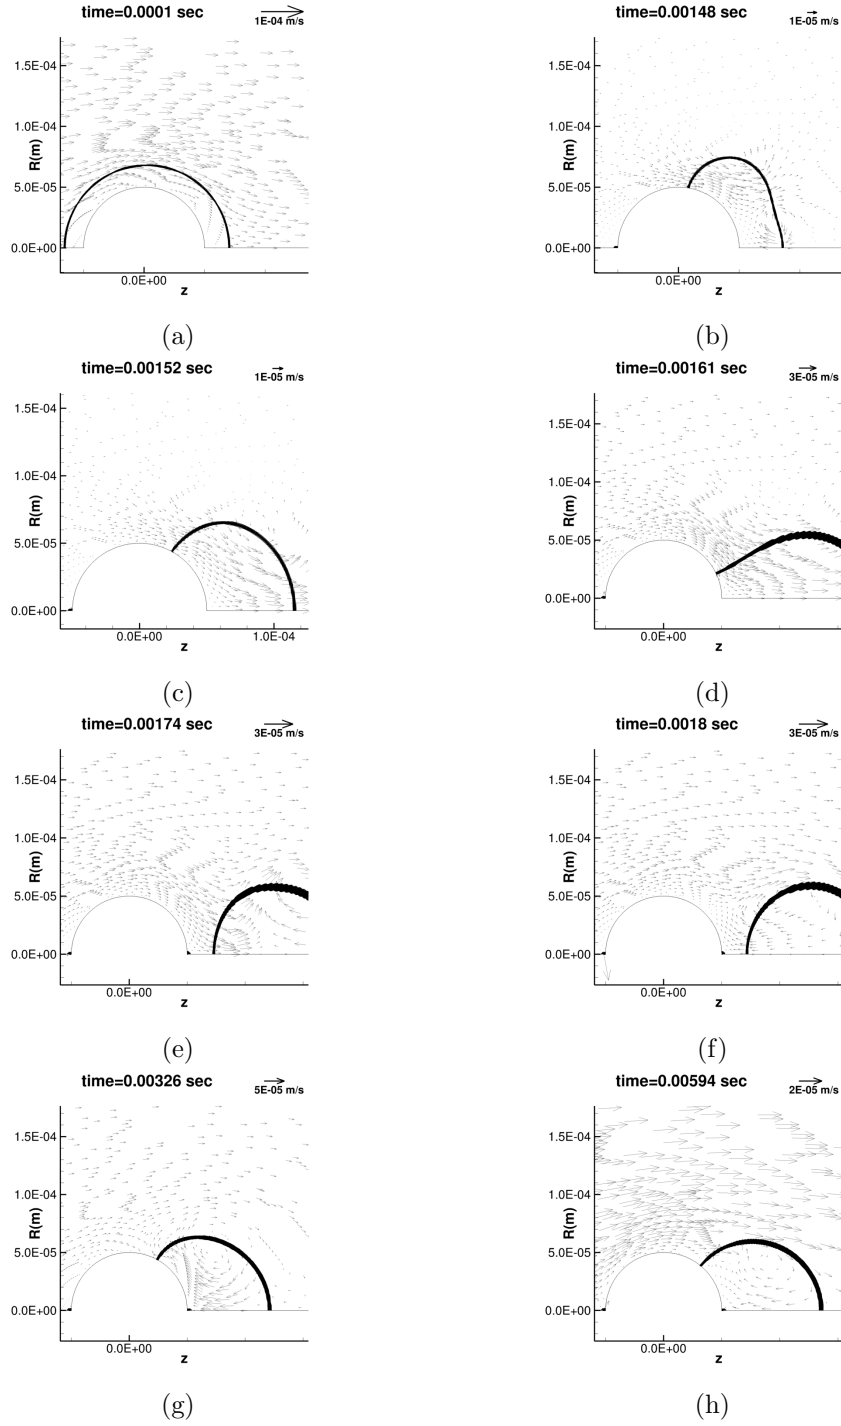 time=0.0001 sec
1E-04 m/s
1.5E-04
1.0E-04
R(m)
5.0E-05
0.0E+00
0.0E+00
z
(a)
time=0.00148 sec
1E-05 m/s
1.5E-04
1.0E-04
R(m)
5.0E-05
0.0E+00
0.0E+00
z
(b)
time=0.00152 sec
1E-05 m/s
1.5E-04
1.0E-04
R(m)
5.0E-05
0.0E+00
0.0E+00 1.0E-04
z
(c)
time=0.00161 sec
3E-05 m/s
1.5E-04
1.0E-04
R(m)
5.0E-05
0.0E+00
0.0E+00
z
(d)
time=0.00174 sec
3E-05 m/s
1.5E-04
1.0E-04
R(m)
5.0E-05
0.0E+00
0.0E+00
z
(e)
time=0.0018 sec
3E-05 m/s
1.5E-04
1.0E-04
R(m)
5.0E-05
0.0E+00
0.0E+00
z
(f)
time=0.00326 sec
5E-05 m/s
1.5E-04
1.0E-04
R(m)
5.0E-05
0.0E+00
0.0E+00
z
(g)
time=0.00594 sec
2E-05 m/s
1.5E-04
1.0E-04
R(m)
5.0E-05
0.0E+00
0.0E+00
z
(h)